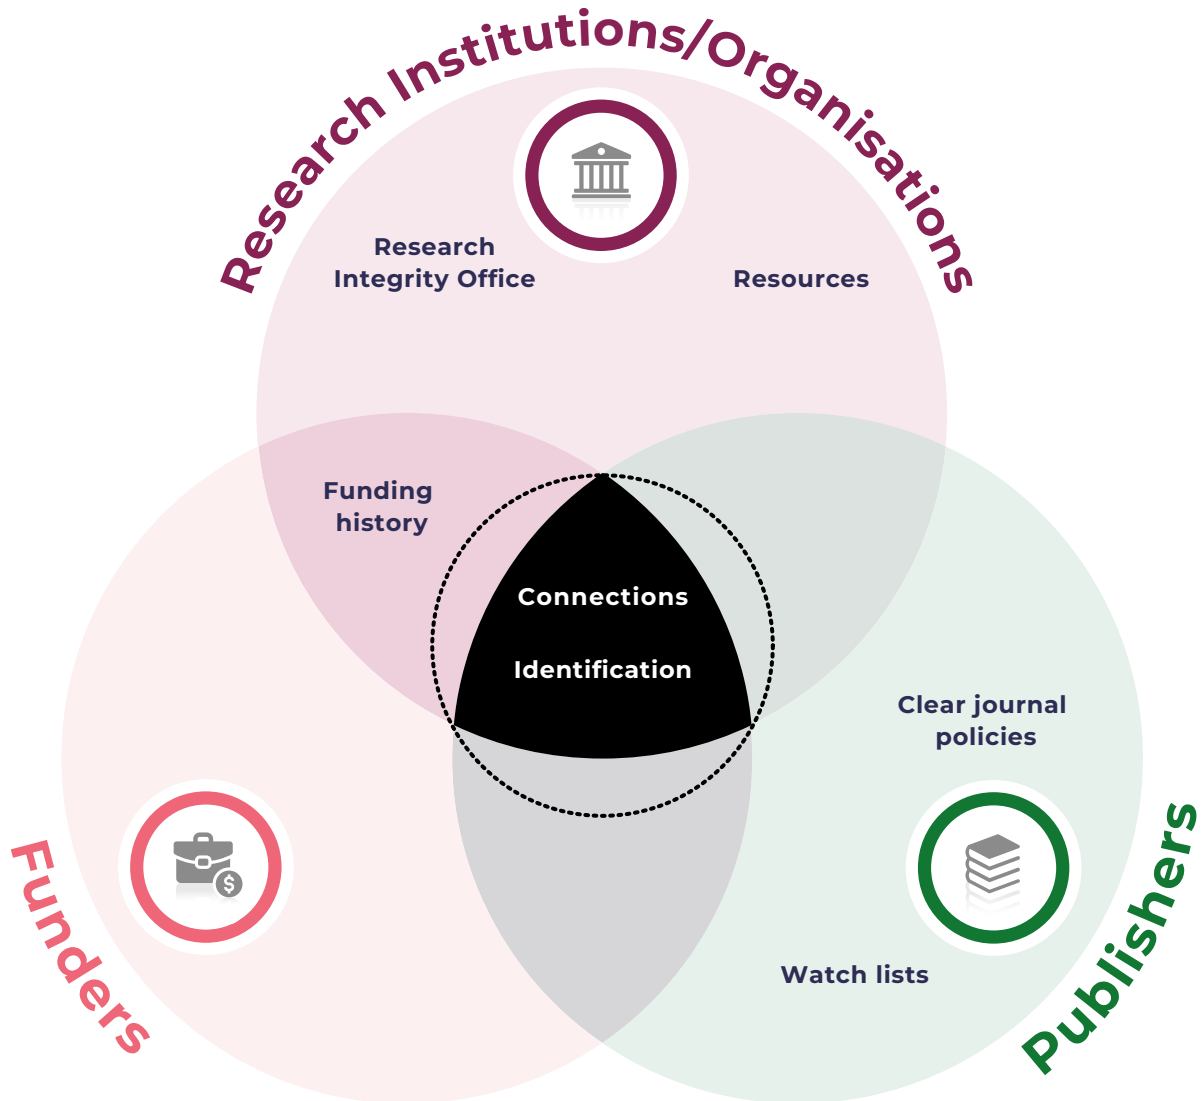 Research Institutions/Organisations
Research
Integrity Office
Resources
Funding
history
Connections
Identification
Clear journal
policies
Watch lists
Funders
Publishers
$